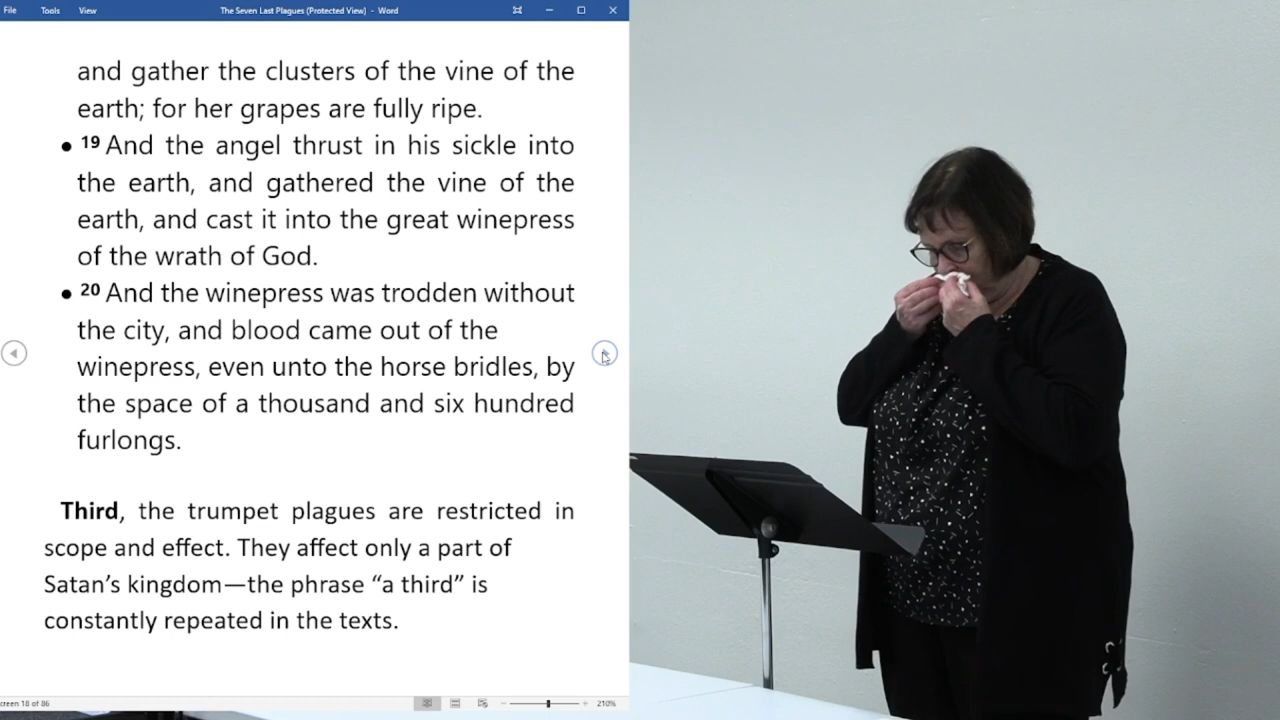 File Tools View The Seven Last Plagues (Protected View) - Word
and gather the clusters of the vine of the
earth; for her grapes are fully ripe.
• 19 And the angel thrust in his sickle into
the earth, and gathered the vine of the
earth, and cast it into the great winepress
of the wrath of God.
• 20 And the winepress was trodden without
the city, and blood came out of the
winepress, even unto the horse bridles, by
the space of a thousand and six hundred
furlongs.
Third, the trumpet plagues are restricted in
scope and effect. They affect only a part of
Satan’s kingdom—the phrase “a third” is
constantly repeated in the texts.
creen 18 of 86 210%